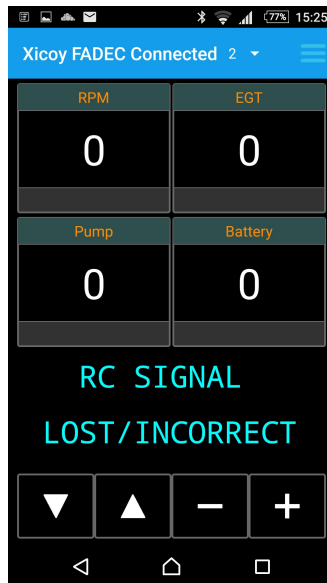 77% 15:25
Xicoy FADEC Connected 2
RPM EGT
0 0
Pump Battery
0 0
RC SIGNAL
LOST/INCORRECT